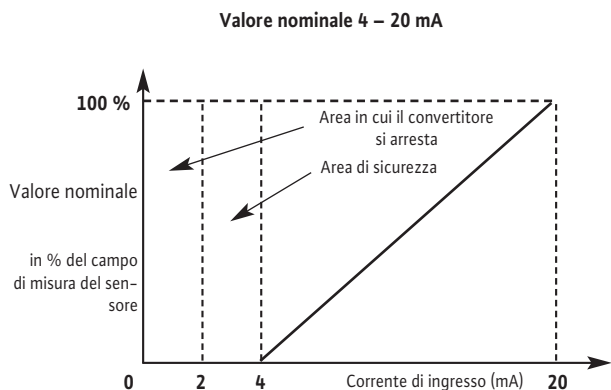 Valore nominale 4 – 20 mA
100 %
Area in cui il convertitore
si arresta
Area di sicurezza
Valore nominale
in % del campo
di misura del sen-
sore
0 2 4 Corrente di ingresso (mA) 20